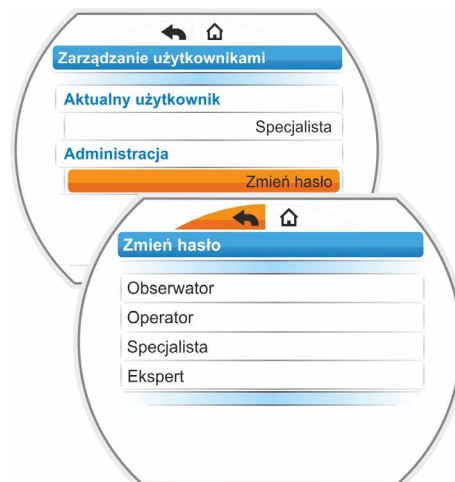 Zarządzanie użytkownikami
Aktualny użytkownik
Specjalista
Administracja
Zmień hasło
Zmień hasło
Obserwator
Operator
Specjalista
Ekspert